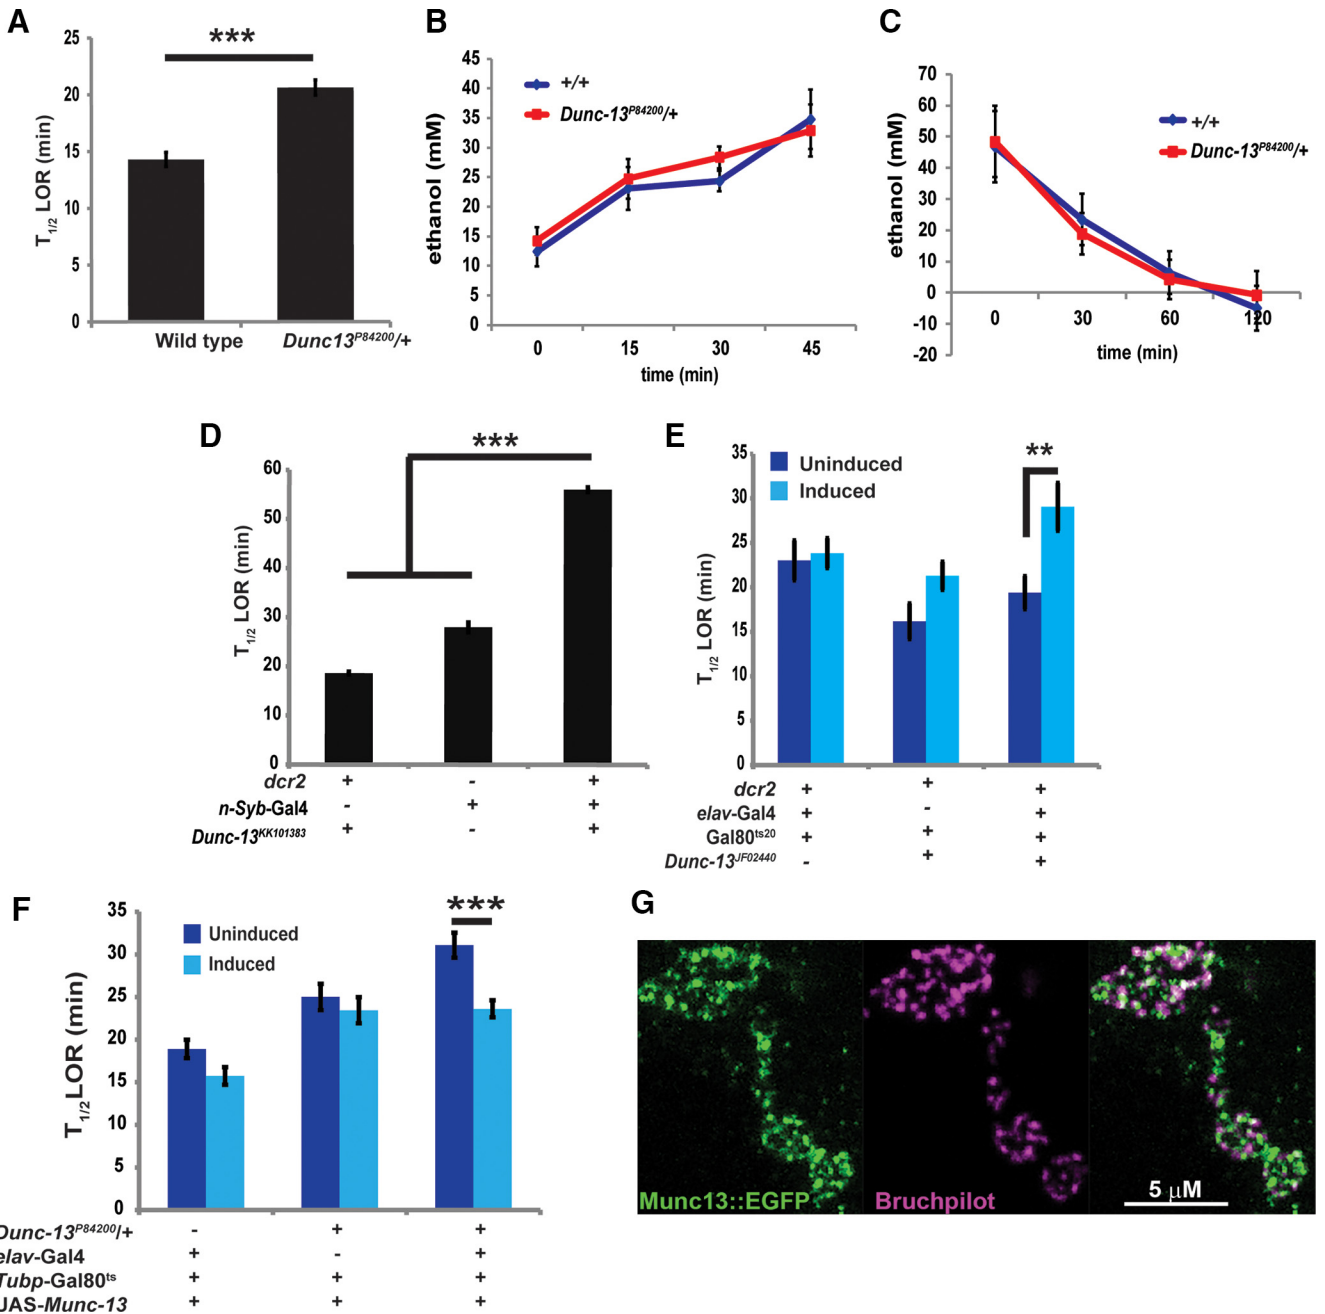 A
***
25
20
15
10
5
0
T1/2 LOR (min)
Wild type
Dunc13P84200/+
B
45
40
35
30
25
20
15
10
5
0
ethanol (mM)
+/+
Dunc-13P84200/+
0 15 30 45
time (min)
C
70
60
50
40
30
20
10
0
-10
-20
ethanol (mM)
+/+
Dunc-13P84200/+
0 30 60 120
time (min)
D
***
60
50
40
30
20
10
0
T1/2 LOR (min)
dcr2 + - +
n-Syb-Gal4 - + +
Dunc-13KK101383 + - +
E
**
Uninduced
Induced
35
30
25
20
15
10
5
0
T1/2 LOR (min)
dcr2 + + +
elav-Gal4 + - +
Gal80ts20 + + +
Dunc-13JF02440 - + +
F
***
Uninduced
Induced
35
30
25
20
15
10
5
0
T1/2 LOR (min)
Dunc-13P84200/+ - + +
elav-Gal4 + - +
Tubp-Gal80ts + + +
UAS-Munc-13 + + +
G
Munc13::EGFP
Bruchpilot
5 µM